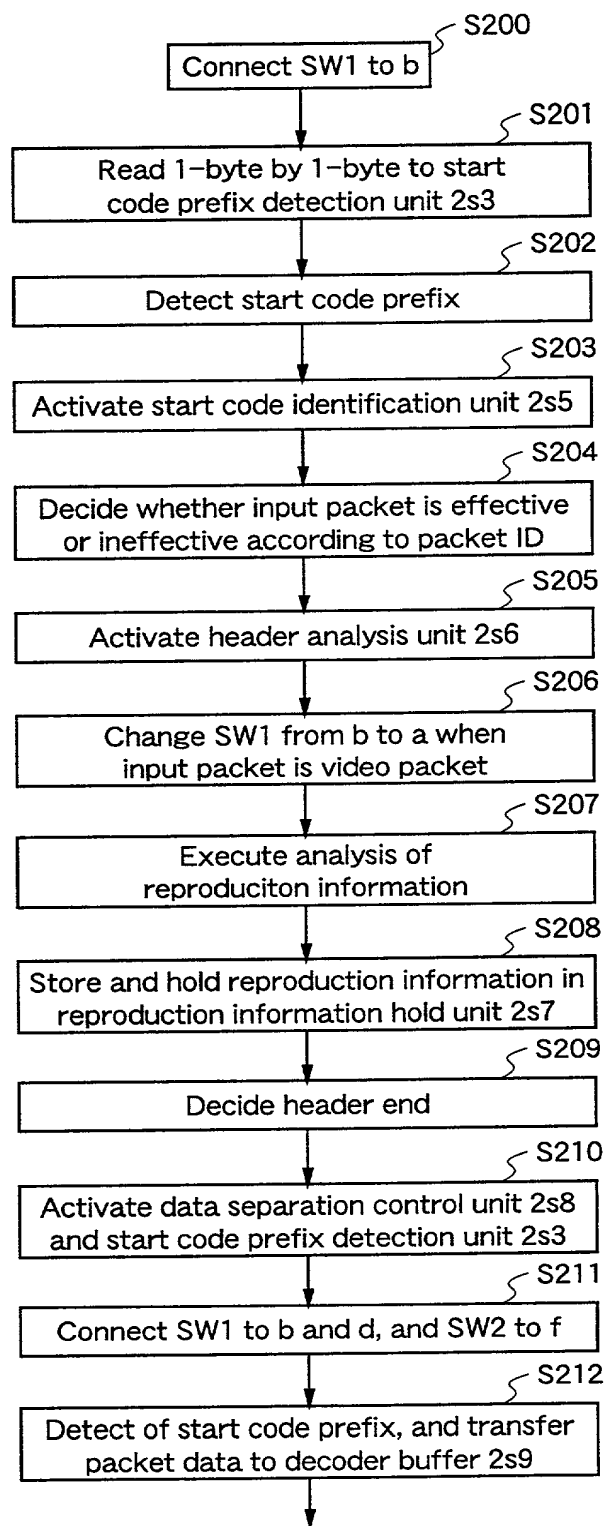 S200
Connect SW1 to b
S201
Read 1-byte by 1-byte to start
code prefix detection unit 2s3
S202
Detect start code prefix
S203
Activate start code identification unit 2s5
S204
Decide whether input packet is effective
or ineffective according to packet ID
S205
Activate header analysis unit 2s6
S206
Change SW1 from b to a when
input packet is video packet
S207
Execute analysis of
reproduciton information
S208
Store and hold reproduction information in
reproduction information hold unit 2s7
S209
Decide header end
S210
Activate data separation control unit 2s8
and start code prefix detection unit 2s3
S211
Connect SW1 to b and d, and SW2 to f
S212
Detect of start code prefix, and transfer
packet data to decoder buffer 2s9